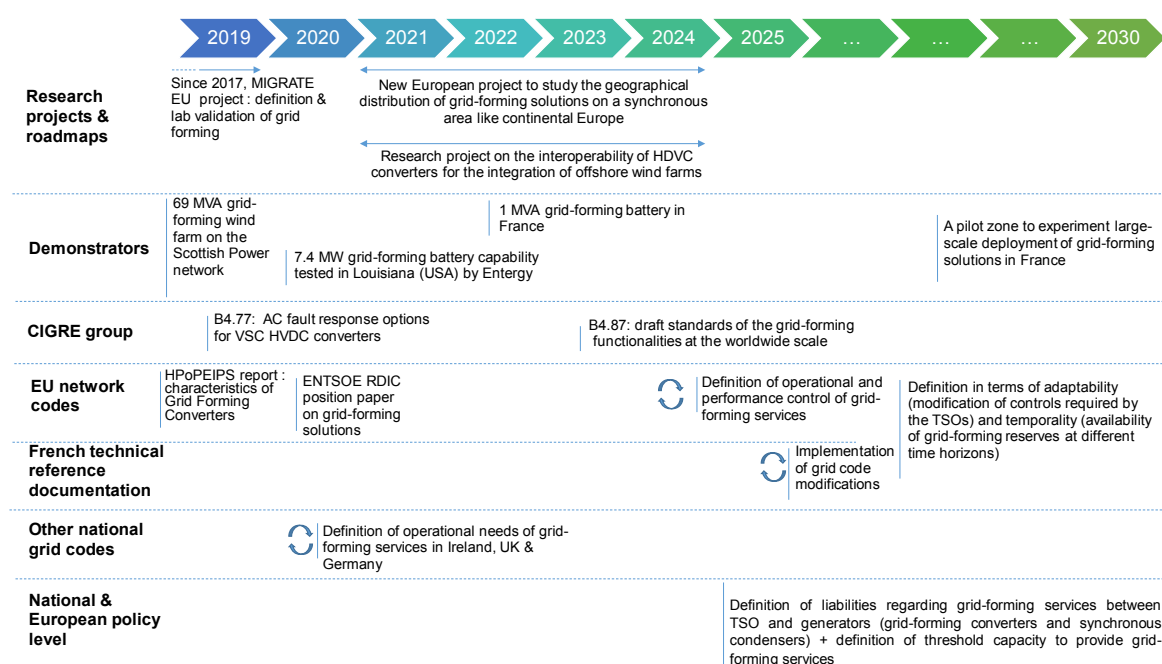 2019 2020 2021 2022 2023 2024 2025 ... ... ... 2030
Research
projects &
roadmaps
Since 2017, MIGRATE
EU project : definition &
lab validation of grid
forming
New European project to study the geographical
distribution of grid-forming solutions on a synchronous
area like continental Europe
Research project on the interoperability of HDVC
converters for the integration of offshore wind farms
Demonstrators
69 MVA grid-
forming wind
farm on the
Scottish Power
network
7.4 MW grid-forming battery capability
tested in Louisiana (USA) by Entergy
1 MVA grid-forming battery in
France
A pilot zone to experiment large-
scale deployment of grid-forming
solutions in France
CIGRE group
B4.77: AC fault response options
for VSC HVDC converters
B4.87: draft standards of the grid-forming
functionalities at the worldwide scale
EU network
codes
HPoPEIPS report :
characteristics of
Grid Forming
Converters
ENTSOE RDIC
position paper
on grid-forming
solutions
Definition of operational and
performance control of grid-
forming services
Definition in terms of adaptability
(modification of controls required by
the TSOs) and temporality (availability
of grid-forming reserves at different
time horizons)
French technical
reference
documentation
Implementation
of grid code
modifications
Other national
grid codes
Definition of operational needs of grid-
forming services in Ireland, UK &
Germany
National &
European policy
level
Definition of liabilities regarding grid-forming services between
TSO and generators (grid-forming converters and synchronous
condensers) + definition of threshold capacity to provide grid-
forming services